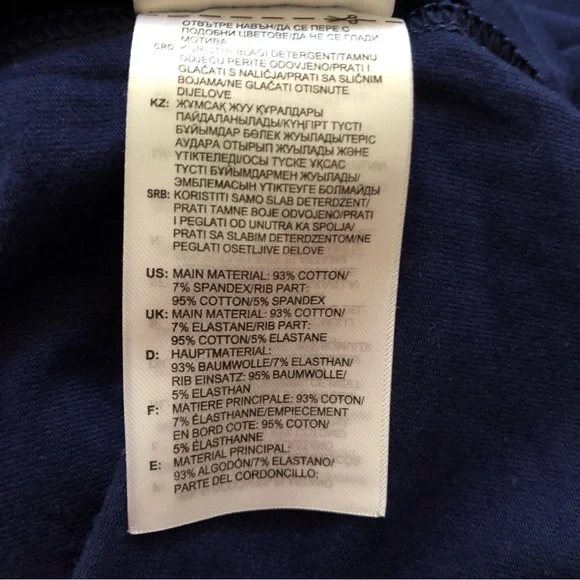 ОТВЪТРЕ НАВЪН/ДА СЕ ПЕРЕ С
ПОДОБНИ ЦВЕТОВЕ/ДА НЕ СЕ ГЛАДИ
МОТИВА
CRO: KORISTITI BLAGI DETERGENT/TAMNU
ODJEĆU PERITE ODOVJENO/PRATI I
GLAČATI S NALIČJA/PRATI SA SLIČNIM
BOJAMA/NE GLAČATI OTISNUTE
DIJELOVE
KZ: ЖҰМСАҚ ЖУУ ҚҰРАЛДАРЫ
ПАЙДАЛАНЫЛАДЫ/КҮҢГІРТ ТҮСТІ
БҰЙЫМДАР БӨЛЕК ЖУЫЛАДЫ/ТЕРІС
АУДАРА ОТЫРЫП ЖУЫЛАДЫ ЖӘНЕ
ҮТІКТЕЛЕДІ/ОСЫ ТҮСКЕ ҰҚСАС
ТҮСТІ БҰЙЫМДАРМЕН ЖУЫЛАДЫ/
ЭМБЛЕМАСЫН ҮТІКТЕУГЕ БОЛМАЙДЫ
SRB: KORISTITI SAMO SLAB DETERDZENT/
PRATI TAMNE BOJE ODVOJENO/PRATI
I PEGLATI OD UNUTRA KA SPOLJA/
PRATI SA SLABIM DETERDZENTOM/NE
PEGLATI OSETLJIVE DELOVE
US: MAIN MATERIAL: 93% COTTON/
7% SPANDEX/RIB PART:
95% COTTON/5% SPANDEX
UK: MAIN MATERIAL: 93% COTTON/
7% ELASTANE/RIB PART:
95% COTTON/5% ELASTANE
D: HAUPTMATERIAL:
93% BAUMWOLLE/7% ELASTHAN/
RIB EINSATZ: 95% BAUMWOLLE/
5% ELASTHAN
F: MATIERE PRINCIPALE: 93% COTON/
7% ÉLASTHANNE/EMPIECEMENT
EN BORD COTE: 95% COTON/
5% ÉLASTHANNE
E: MATERIAL PRINCIPAL:
93% ALGODÓN/7% ELASTANO/
PARTE DEL CORDONCILLO: